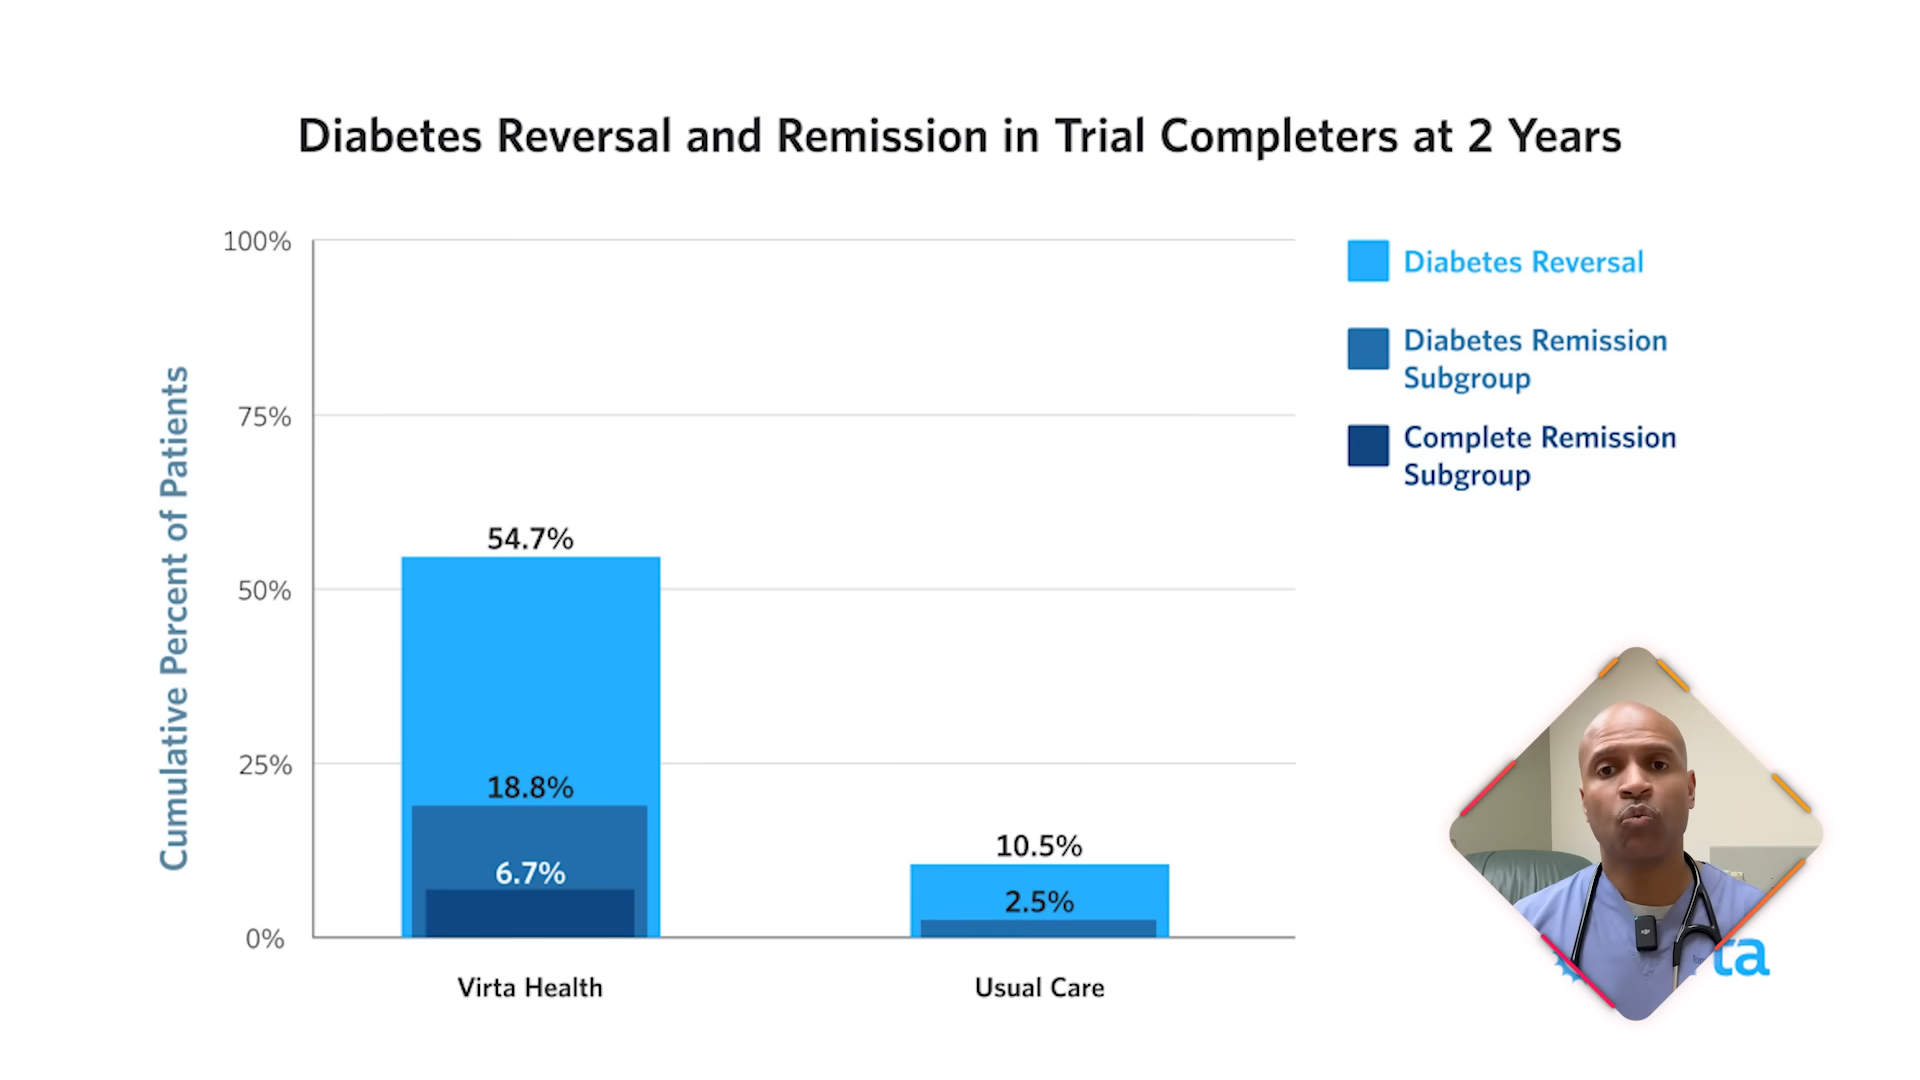 Diabetes Reversal and Remission in Trial Completers at 2 Years
Cumulative Percent of Patients
100%
75%
50%
25%
0%
54.7%
18.8%
6.7%
10.5%
2.5%
Virta Health
Usual Care
Diabetes Reversal
Diabetes Remission
Subgroup
Complete Remission
Subgroup
ta